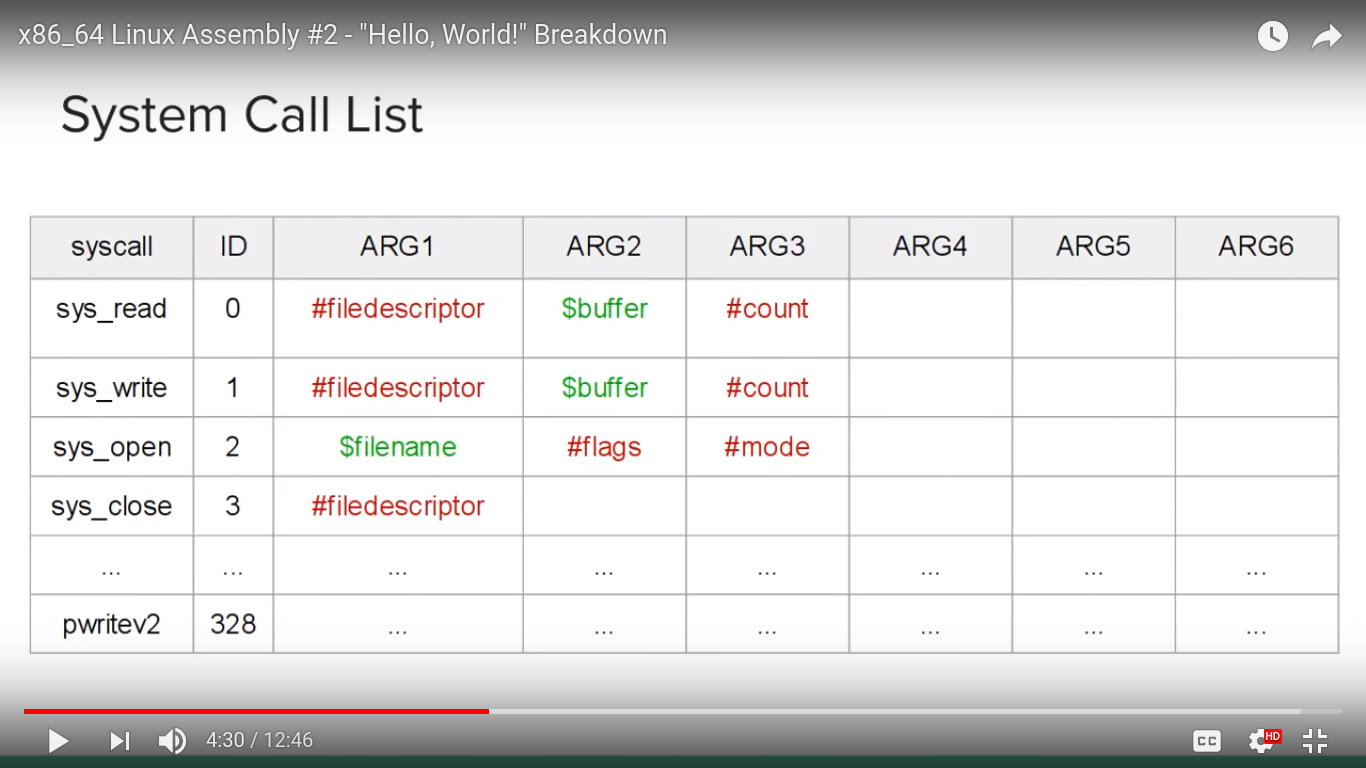 x86_64 Linux Assembly #2 - "Hello, World!" Breakdown
System Call List
syscall ID ARG1 ARG2 ARG3 ARG4 ARG5 ARG6
sys_read 0 #filedescriptor $buffer #count
sys_write 1 #filedescriptor $buffer #count
sys_open 2 $filename #flags #mode
sys_close 3 #filedescriptor
... ... ... ... ... ... ... ...
pwritev2 328 ... ... ... ... ... ...
4:30 / 12:46 CC HD